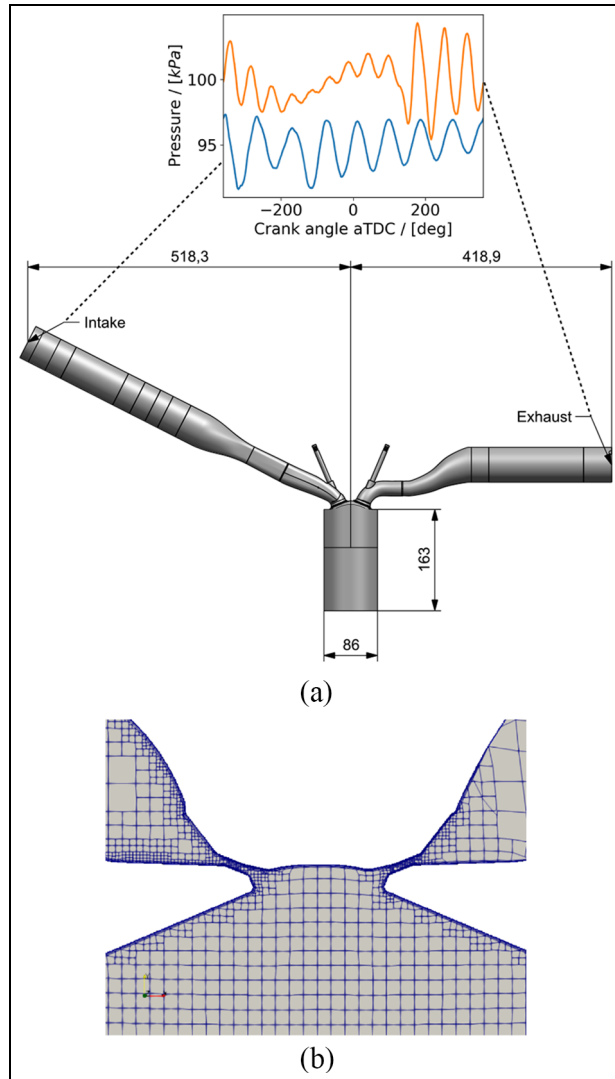 Pressure / [kPa]
100
95
−200
0
200
Crank angle aTDC / [deg]
518,3
418,9
Intake
Exhaust
163
86
(a)
(b)